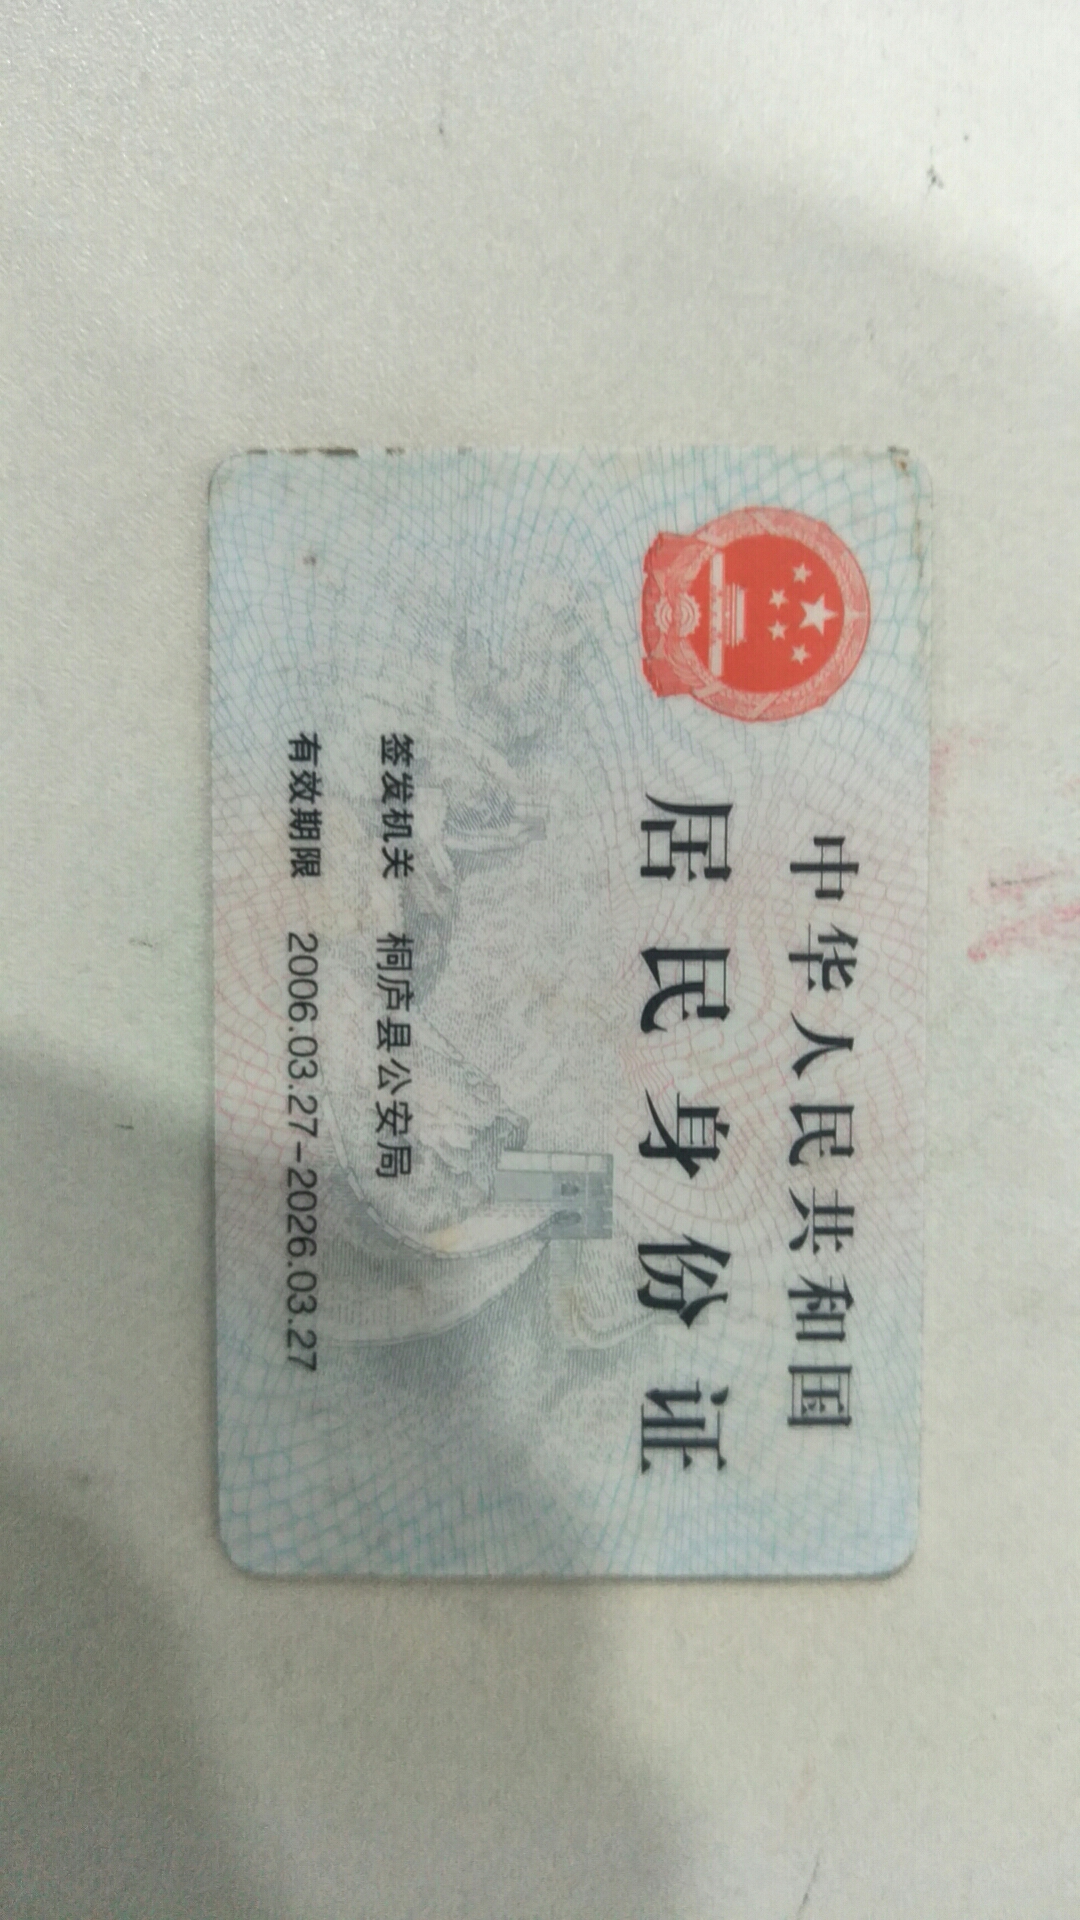 中华人民共和国
居民身份证
签发机关 桐庐县公安局
有效期限 2006.03.27-2026.03.27